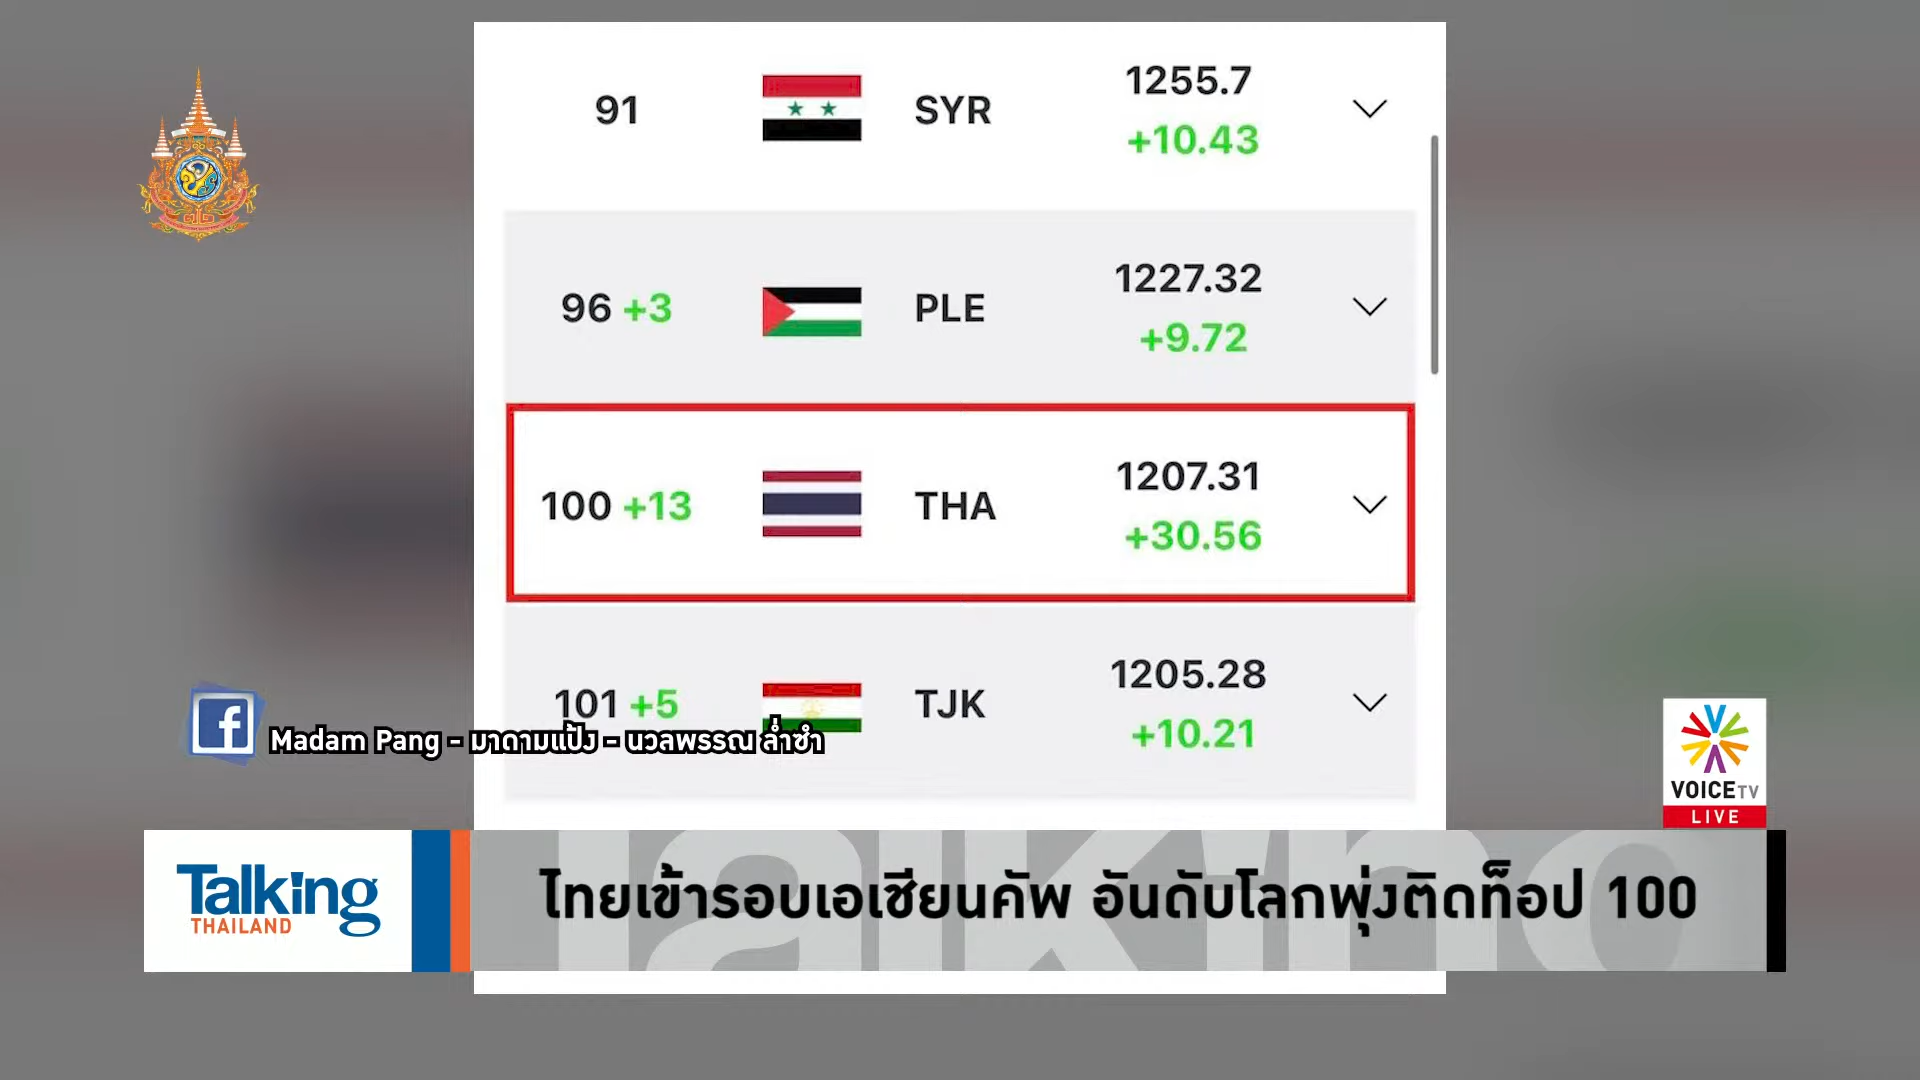 91 SYR 1255.7
+10.43
96 +3 PLE 1227.32
+9.72
100 +13 THA 1207.31
+30.56
101 +5 TJK 1205.28
+10.21
f Madam Pang - มาดามแป้ง - นวลพรรณ ล่ำซำ
VOICE TV
LIVE
Talking
THAILAND
ไทยเข้ารอบเอเชียนคัพ อันดับโลกพุ่งติดท็อป 100